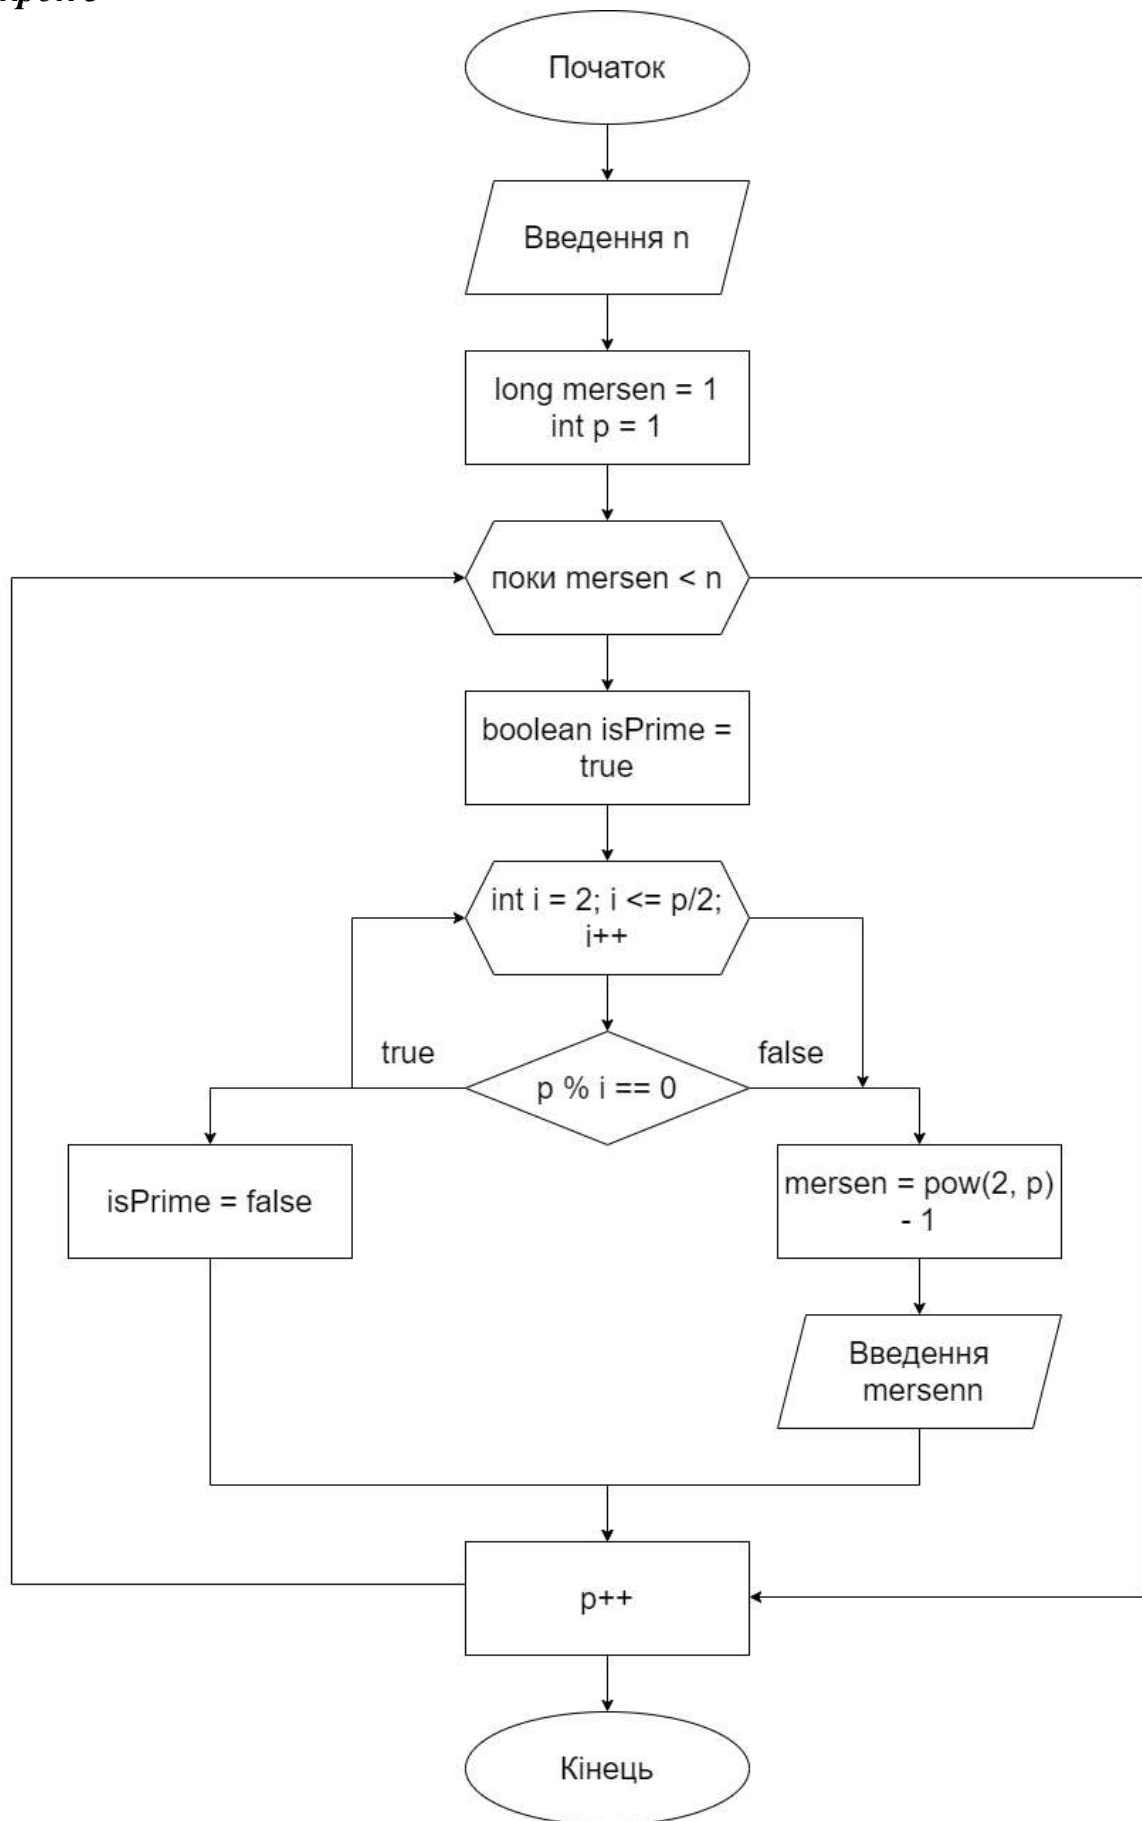 Початок
Введення n
long mersen = 1
int p = 1
поки mersen < n
boolean isPrime =
true
int i = 2; i <= p/2;
i++
true
false
p % i == 0
isPrime = false
mersen = pow(2, p)
- 1
Введення
mersenn
p++
Кінець